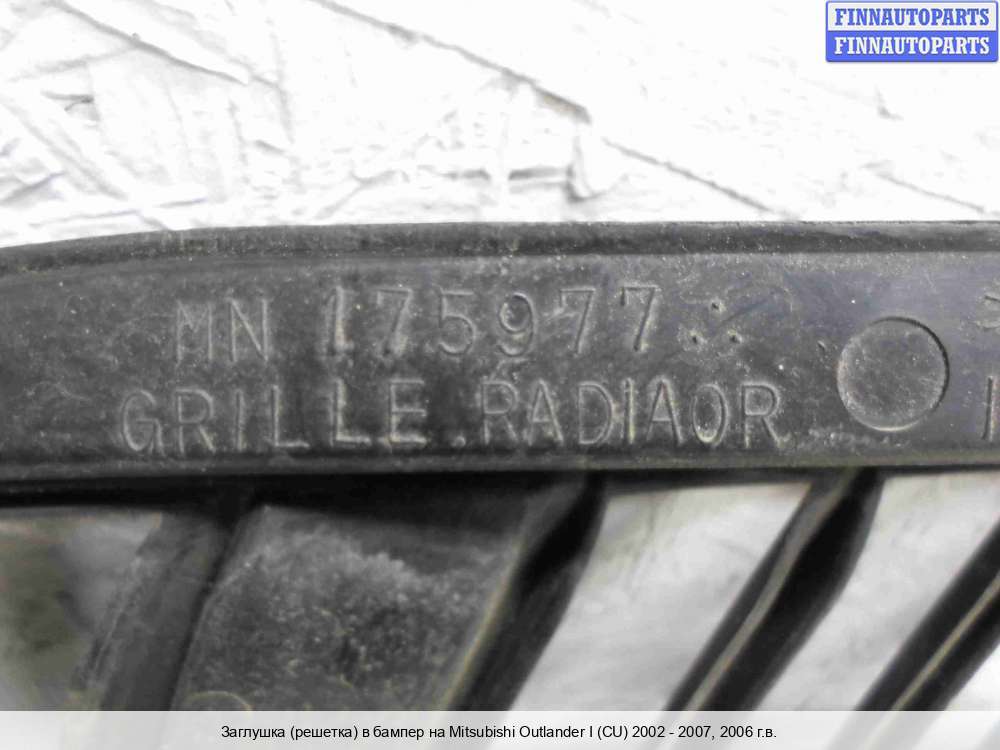 FINNAUTOPARTS
FINNAUTOPARTS
MN 175977
GRILLE.RADIAOR
Заглушка (решетка) в бампер на Mitsubishi Outlander I (CU) 2002 - 2007, 2006 г.в.